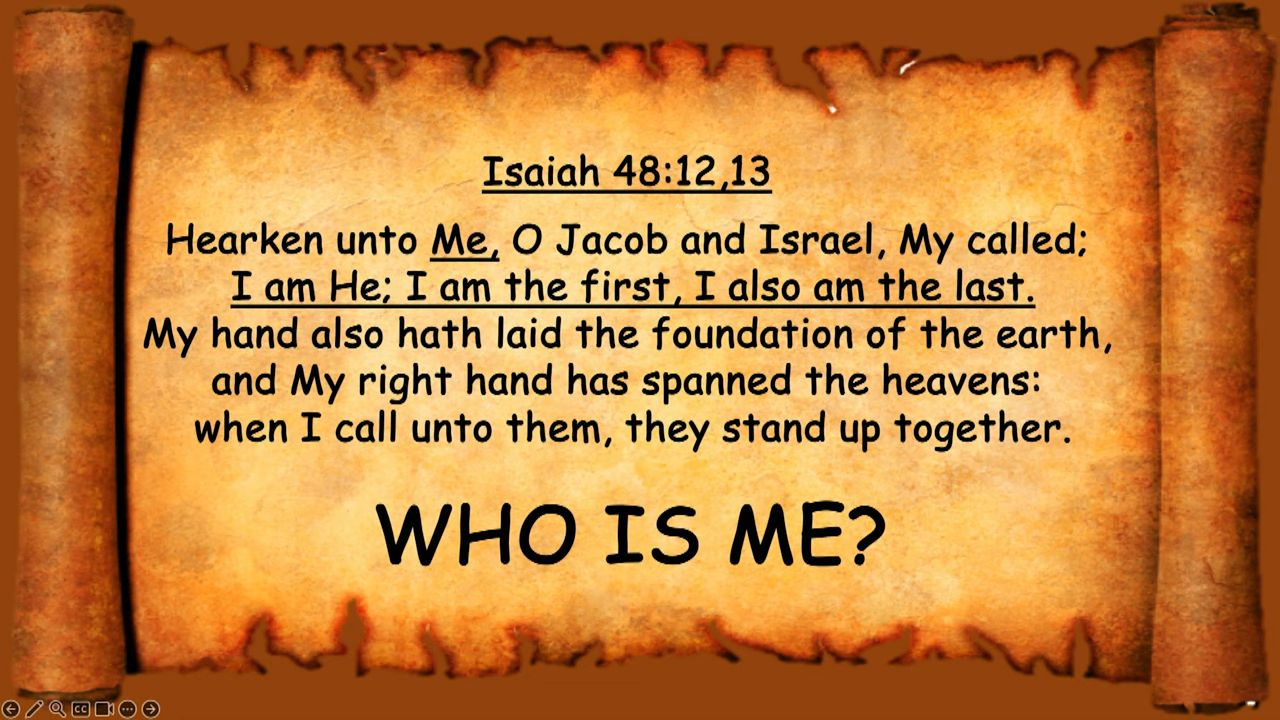 Isaiah 48:12,13
Hearken unto Me, O Jacob and Israel, My called;
I am He; I am the first, I also am the last.
My hand also hath laid the foundation of the earth,
and My right hand has spanned the heavens:
when I call unto them, they stand up together.
WHO IS ME?
CC